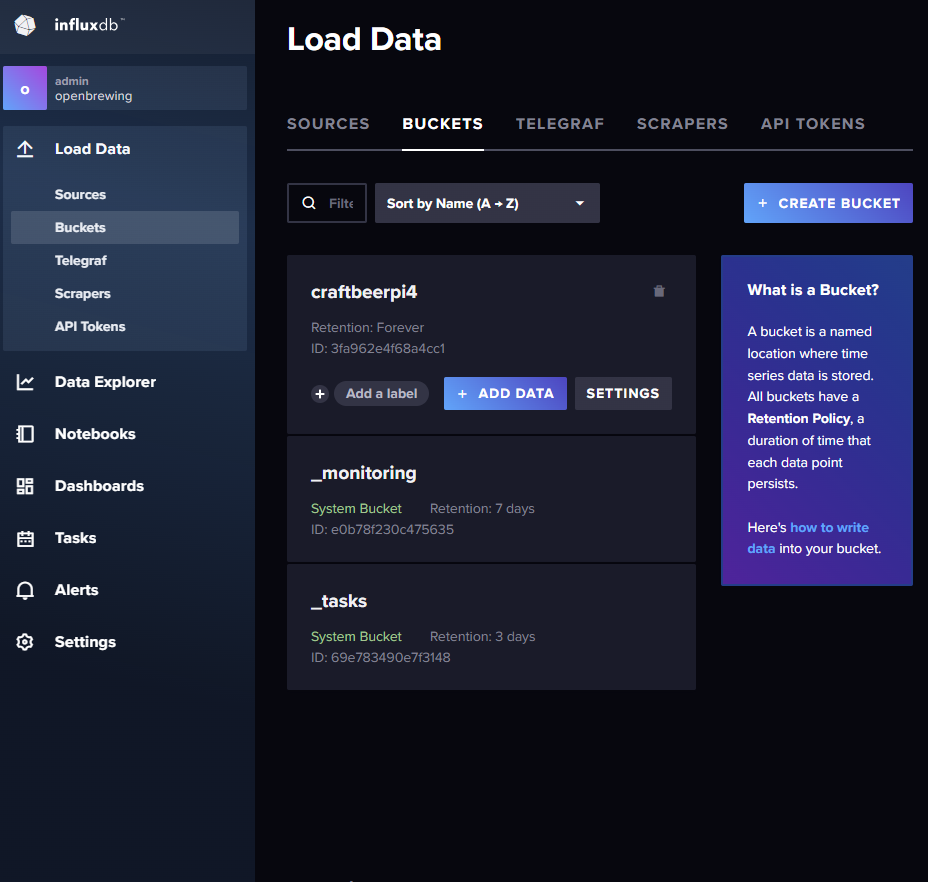 influxdb™
o
admin
openbrewing
Load Data
Sources
Buckets
Telegraf
Scrapers
API Tokens
Data Explorer
Notebooks
Dashboards
Tasks
Alerts
Settings
Load Data
SOURCES BUCKETS TELEGRAF SCRAPERS API TOKENS
Filte Sort by Name (A → Z) + CREATE BUCKET
craftbeerpi4
Retention: Forever
ID: 3fa962e4f68a4cc1
+ Add a label + ADD DATA SETTINGS
_monitoring
System Bucket Retention: 7 days
ID: e0b78f230c475635
_tasks
System Bucket Retention: 3 days
ID: 69e783490e7f3148
What is a Bucket?
A bucket is a named
location where time
series data is stored.
All buckets have a
Retention Policy, a
duration of time that
each data point
persists.
Here's how to write
data into your bucket.